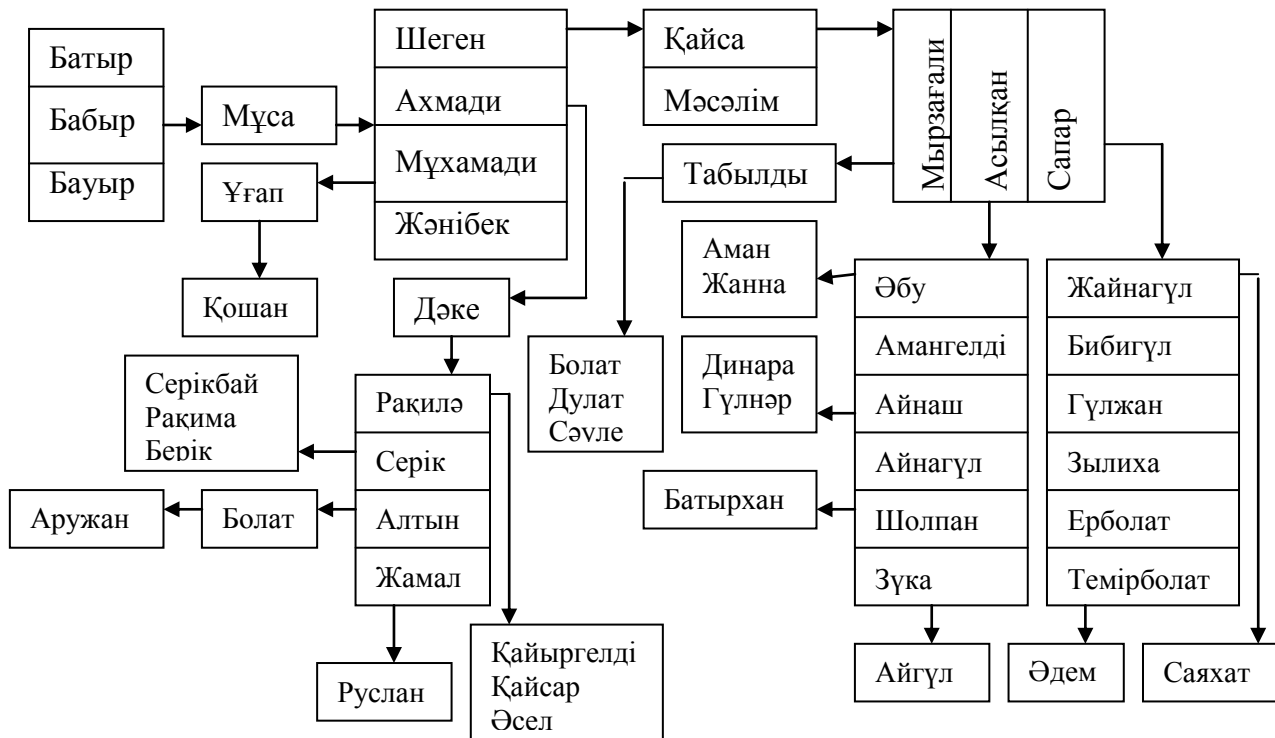 Батыр
Бабыр
Бауыр
Мұса
Шеген
Ахмади
Мұхамади
Жәнібек
Қайса
Мәсәлім
Мырзағали
Асылқан
Сапар
Ұғап
Қошан
Табылды
Дәке
Аман
Жанна
Әбу
Амангелді
Айнаш
Айнагүл
Шолпан
Зүка
Жайнагүл
Бибигүл
Гүлжан
Зылиха
Ерболат
Темірболат
Болат
Дулат
Сәуле
Динара
Гүлнәр
Батырхан
Серікбай
Рақима
Берік
Рақилә
Серік
Алтын
Жамал
Аружан
Болат
Руслан
Қайыргелді
Қайсар
Әсел
Айгүл
Әдем
Саяхат